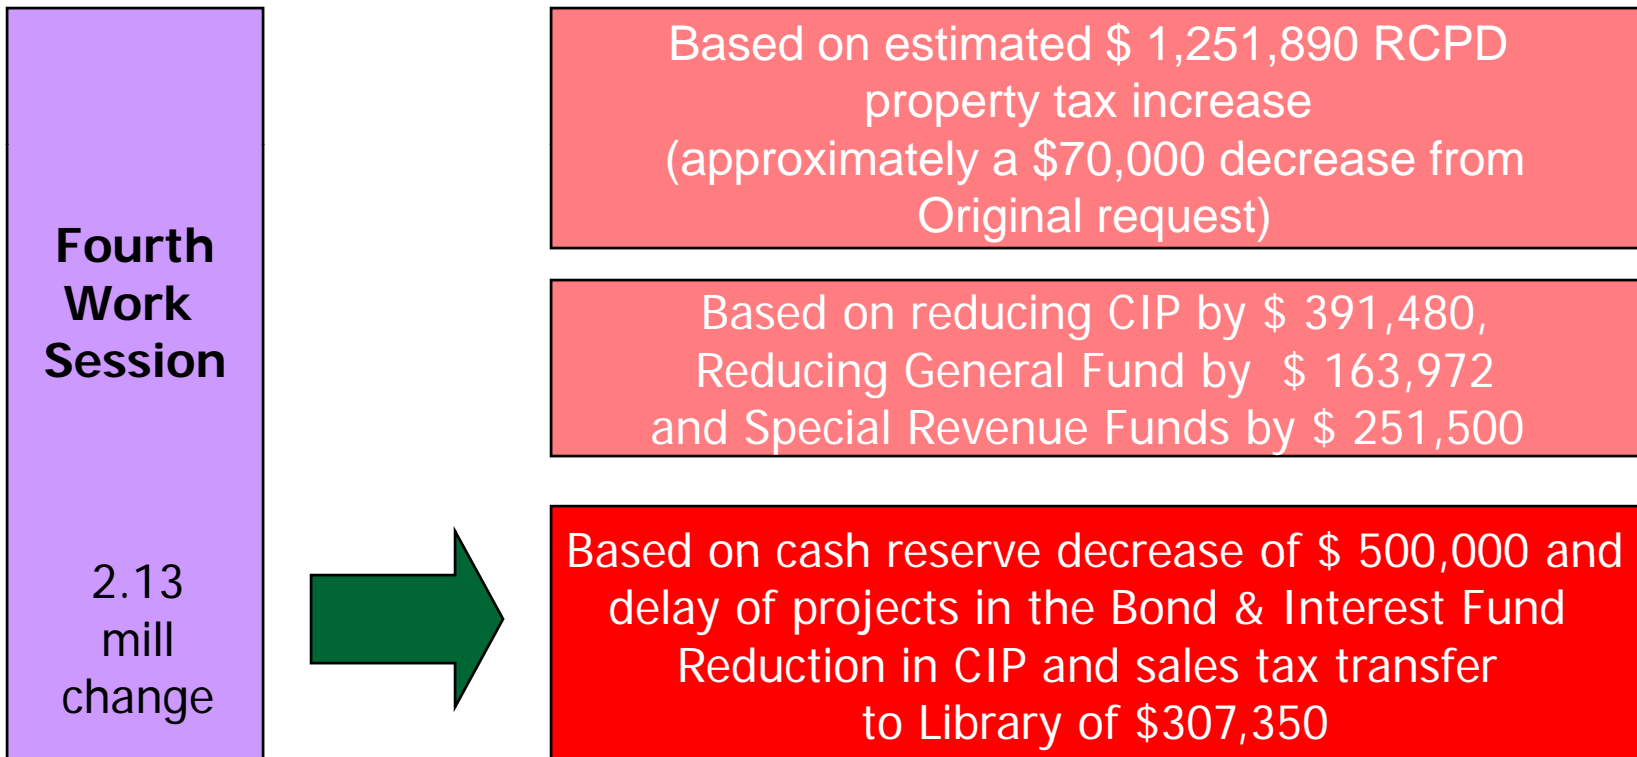 Fourth
Work
Session
2.13
mill
change
Based on estimated $ 1,251,890 RCPD
property tax increase
(approximately a $70,000 decrease from
Original request)
Based on reducing CIP by $ 391,480,
Reducing General Fund by $ 163,972
and Special Revenue Funds by $ 251,500
Based on cash reserve decrease of $ 500,000 and
delay of projects in the Bond & Interest Fund
Reduction in CIP and sales tax transfer
to Library of $307,350